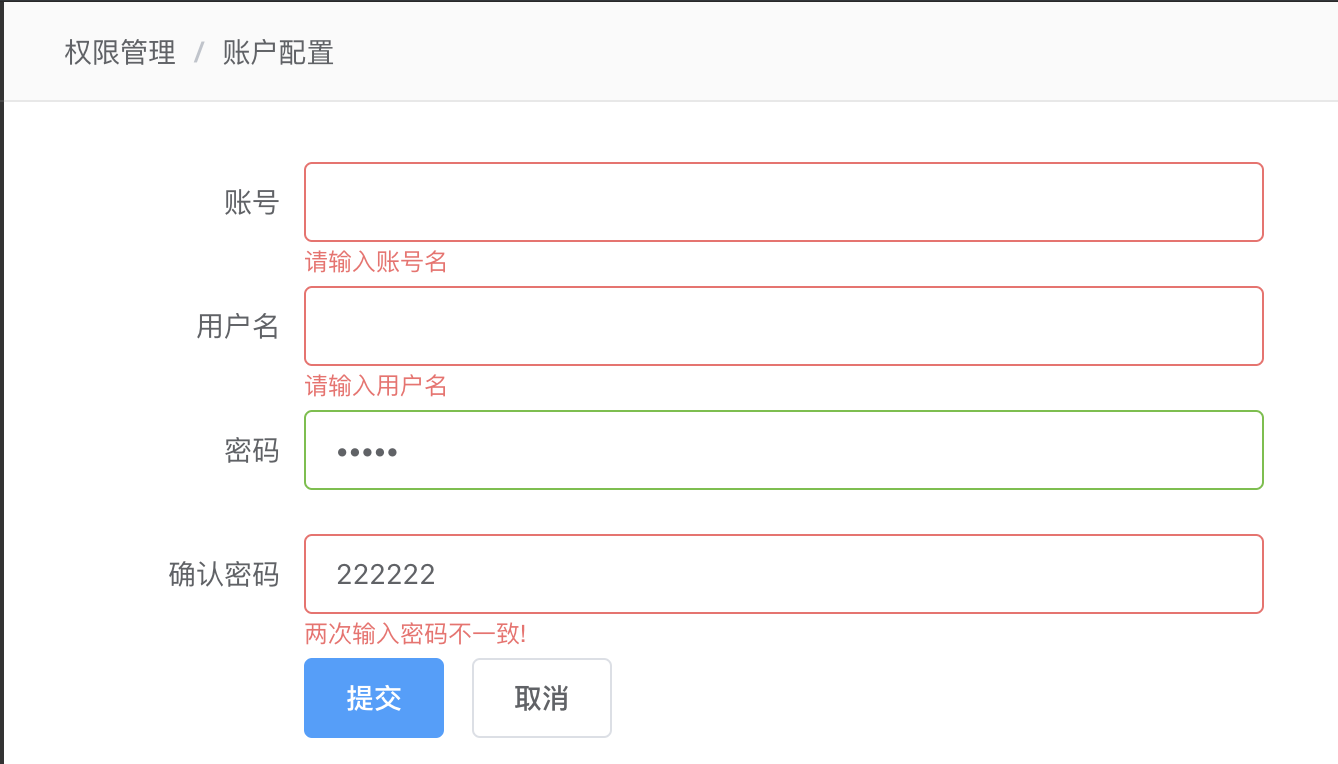 权限管理 / 账户配置
账号
请输入账号名
用户名
请输入用户名
密码 •••••
确认密码 222222
两次输入密码不一致!
提交 取消